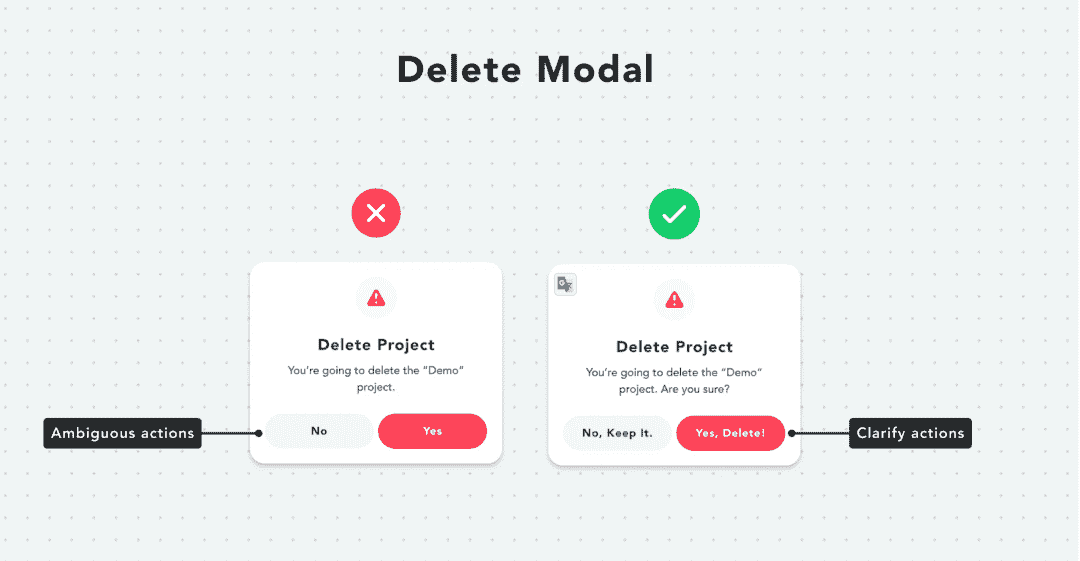 Delete Modal
Delete Project
You're going to delete the “Demo”
project.
No
Yes
Ambiguous actions
Delete Project
You're going to delete the “Demo”
project. Are you sure?
No, Keep It.
Yes, Delete!
Clarify actions